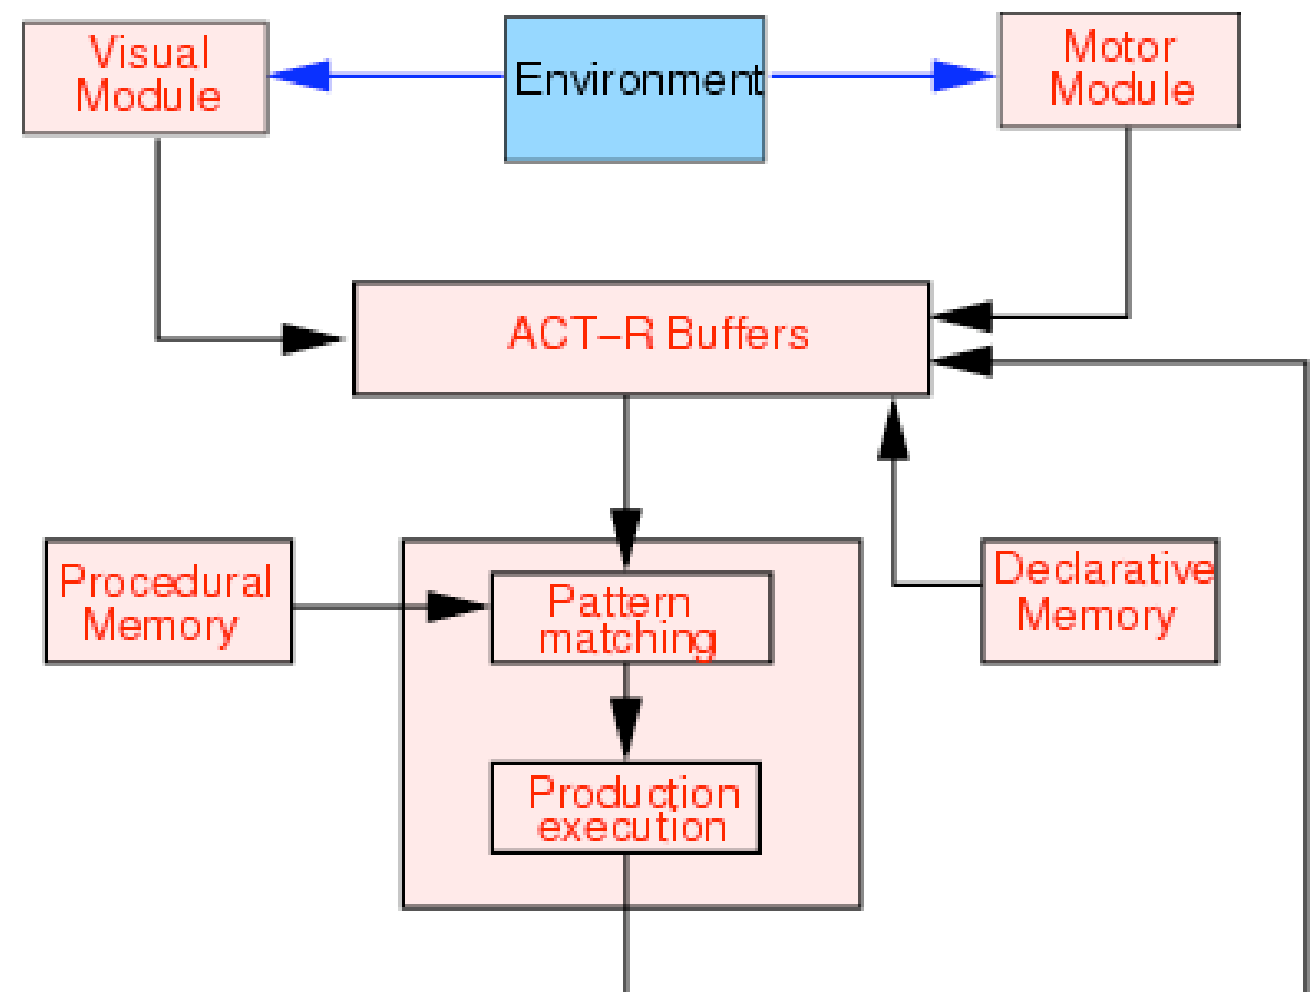 Visual
Module
Environment
Motor
Module
ACT-R Buffers
Procedural
Memory
Pattern
matching
Declarative
Memory
Production
execution